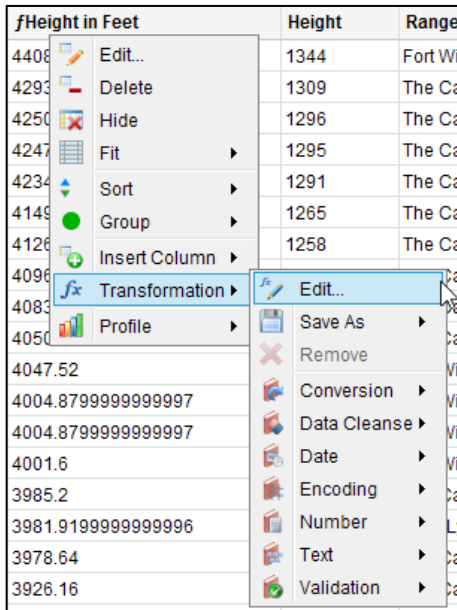 ƒHeight in Feet Height Range
4408 Edit... 1344 Fort Wi
4293 Delete 1309 The Ca
4250 Hide 1296 The Ca
4247 Fit 1295 The Ca
4234 Sort 1291 The Ca
4149 Group 1265 The Ca
4126 Insert Column 1258 The Ca
4096 Transformation
4083 Profile
4050
Edit...
Save As
Remove
Conversion
Data Cleanse
Date
Encoding
Number
Text
Validation
4047.52
4004.8799999999997
4004.8799999999997
4001.6
3985.2
3981.9199999999996
3978.64
3926.16